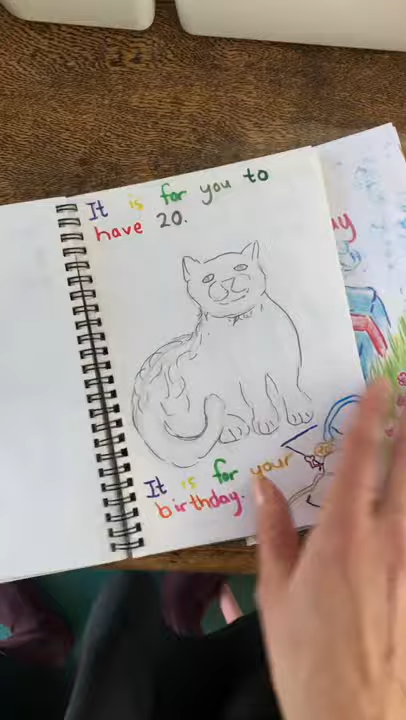 It is for you to
have 20.
It is for your
birthday.